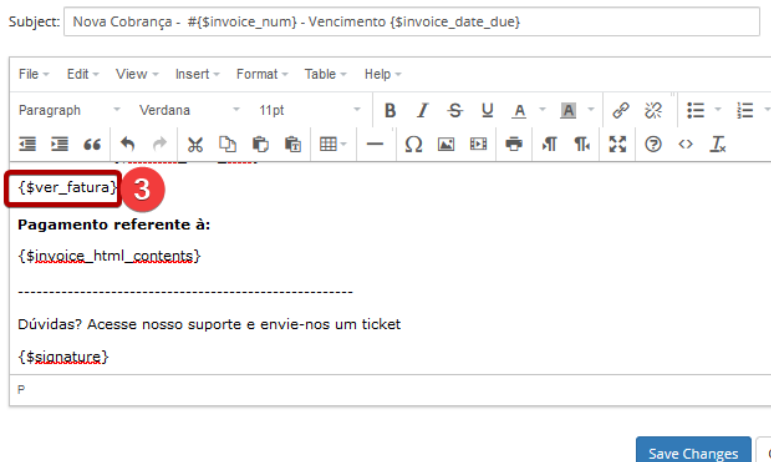 Subject: Nova Cobrança - #{$invoice_num} - Vencimento {$invoice_date_due}
File Edit View Insert Format Table Help
Paragraph Verdana 11pt B I S U A A
{$ver_fatura} 3
Pagamento referente à:
{$invoice_html_contents}
------------------------------------------------------
Dúvidas? Acesse nosso suporte e envie-nos um ticket
{$signature}
P
Save Changes